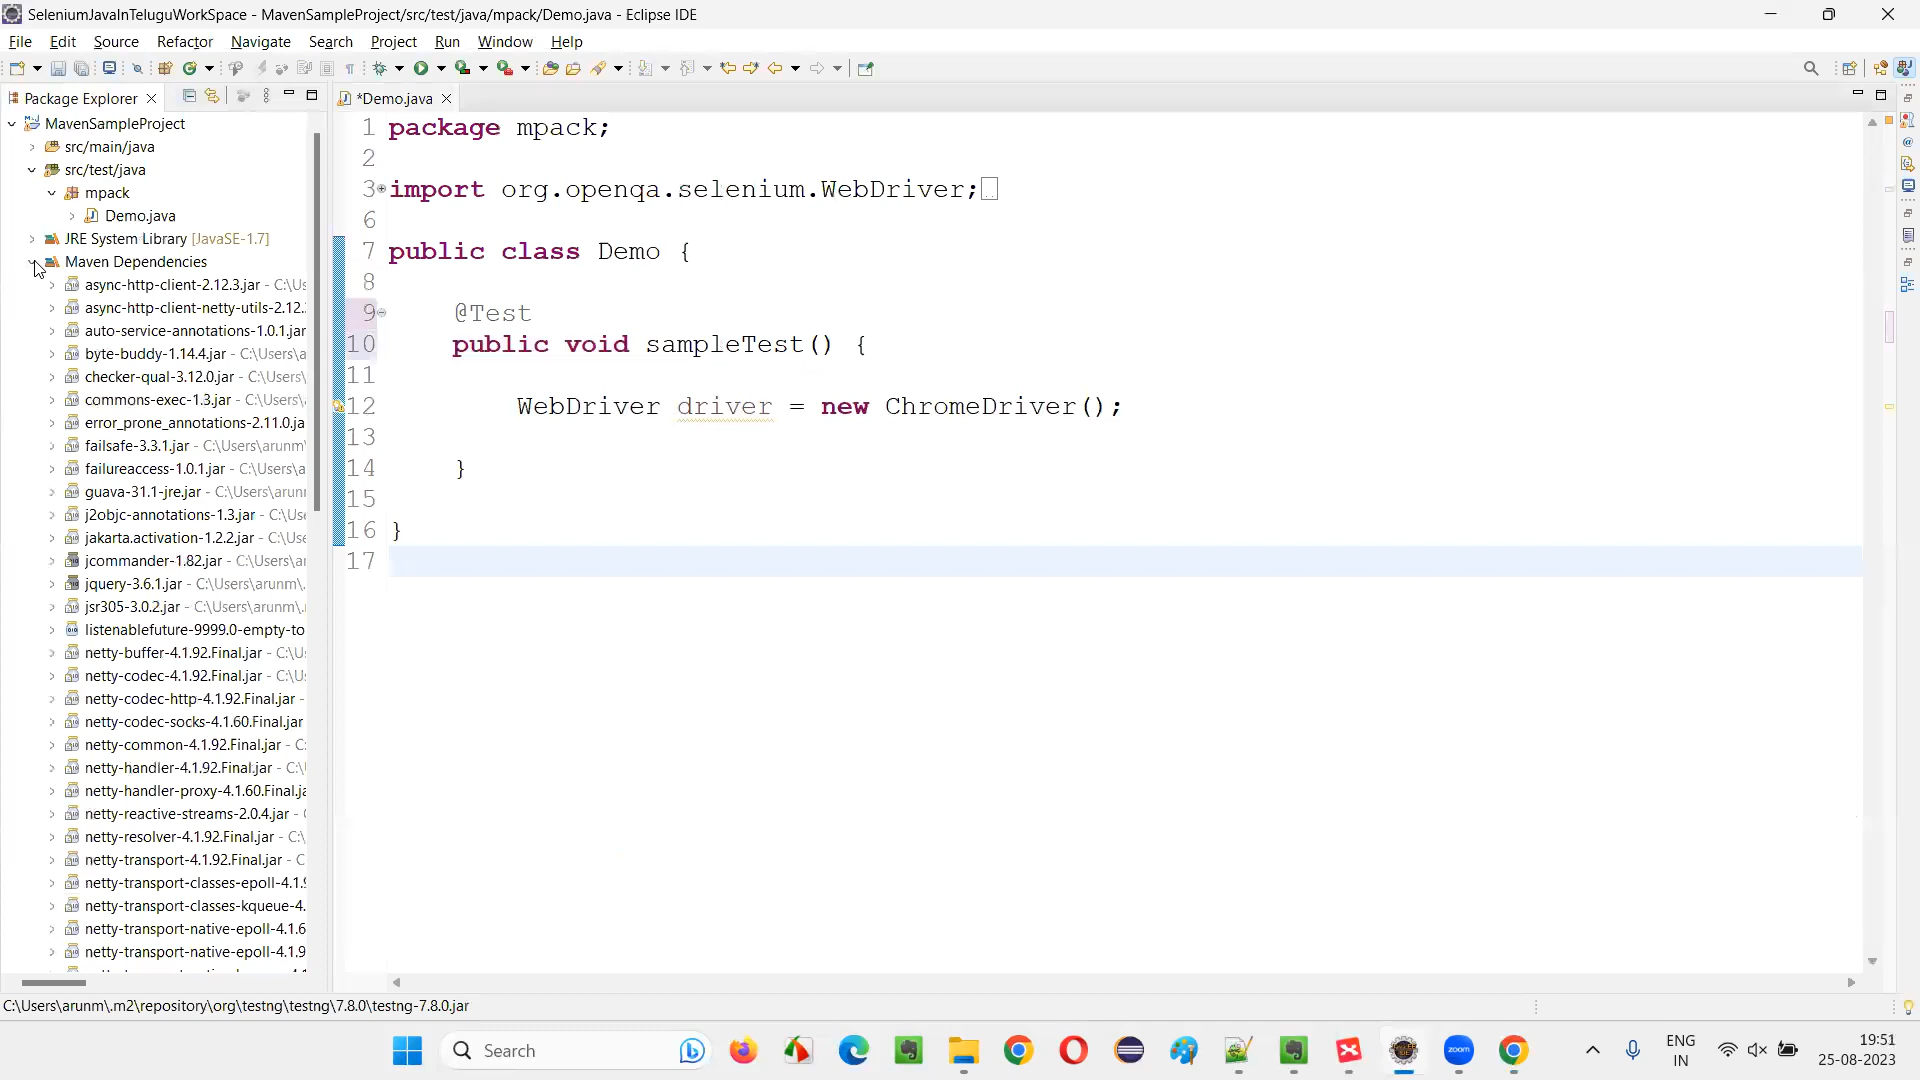 SeleniumJavaInTeluguWorkSpace - MavenSampleProject/src/test/java/mpack/Demo.java - Eclipse IDE
File Edit Source Refactor Navigate Search Project Run Window Help
Package Explorer
*Demo.java
MavenSampleProject
src/main/java
src/test/java
mpack
Demo.java
JRE System Library [JavaSE-1.7]
Maven Dependencies
async-http-client-2.12.3.jar - C:\Us
async-http-client-netty-utils-2.12.
auto-service-annotations-1.0.1.jar
byte-buddy-1.14.4.jar - C:\Users\a
checker-qual-3.12.0.jar - C:\Users\
commons-exec-1.3.jar - C:\Users\
error_prone_annotations-2.11.0.ja
failsafe-3.3.1.jar - C:\Users\arunm\
failureaccess-1.0.1.jar - C:\Users\a
guava-31.1-jre.jar - C:\Users\arun
j2objc-annotations-1.3.jar - C:\Use
jakarta.activation-1.2.2.jar - C:\Use
jcommander-1.82.jar - C:\Users\ar
jquery-3.6.1.jar - C:\Users\arunm\.
jsr305-3.0.2.jar - C:\Users\arunm\.
listenablefuture-9999.0-empty-to
netty-buffer-4.1.92.Final.jar - C:\U
netty-codec-4.1.92.Final.jar - C:\U
netty-codec-http-4.1.92.Final.jar -
netty-codec-socks-4.1.60.Final.jar
netty-common-4.1.92.Final.jar - C:
netty-handler-4.1.92.Final.jar - C:\
netty-handler-proxy-4.1.60.Final.ja
netty-reactive-streams-2.0.4.jar -
netty-resolver-4.1.92.Final.jar - C:\
netty-transport-4.1.92.Final.jar - C
netty-transport-classes-epoll-4.1.9
netty-transport-classes-kqueue-4.
netty-transport-native-epoll-4.1.6
netty-transport-native-epoll-4.1.9
1 package mpack;
2
3 import org.openqa.selenium.WebDriver;
6
7 public class Demo {
8
9 @Test
10 public void sampleTest() {
11
12 WebDriver driver = new ChromeDriver();
13
14 }
15
16 }
17
C:\Users\arunm\.m2\repository\org\testng\testng\7.8.0\testng-7.8.0.jar
Search
zoom
ENG
IN
19:51
25-08-2023